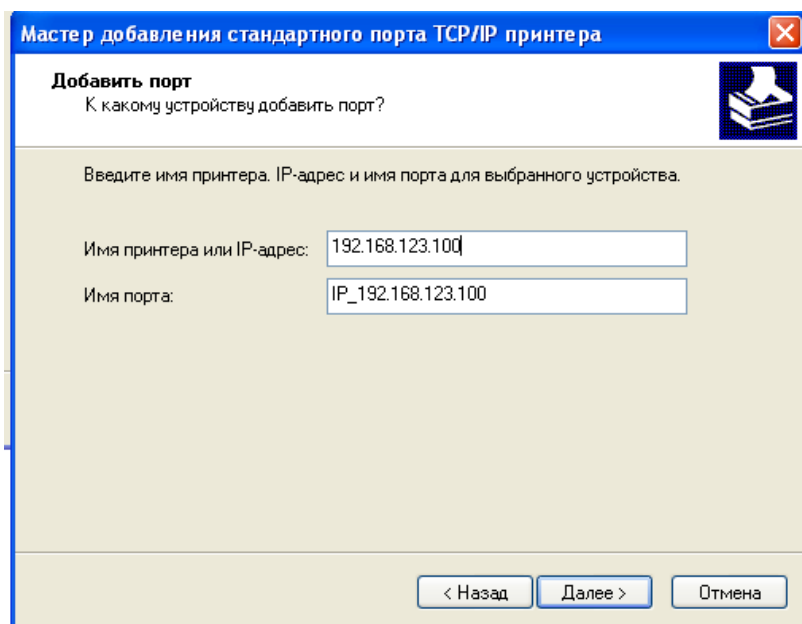 Мастер добавления стандартного порта TCP/IP принтера
Добавить порт
К какому устройству добавить порт?
Введите имя принтера. IP-адрес и имя порта для выбранного устройства.
Имя принтера или IP-адрес: 192.168.123.100
Имя порта: IP_192.168.123.100
< Назад Далее > Отмена